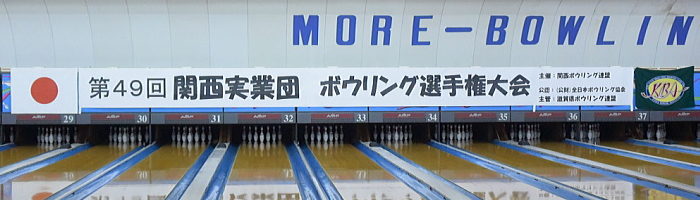 MORE-BOWLIN
第49回 関西実業団 ボウリング選手権大会
主催：関西ボウリング連盟
公認：(公財)全日本ボウリング協会
主管：滋賀県ボウリング連盟
KBA
29 30 31 32 33 34 35 36 37